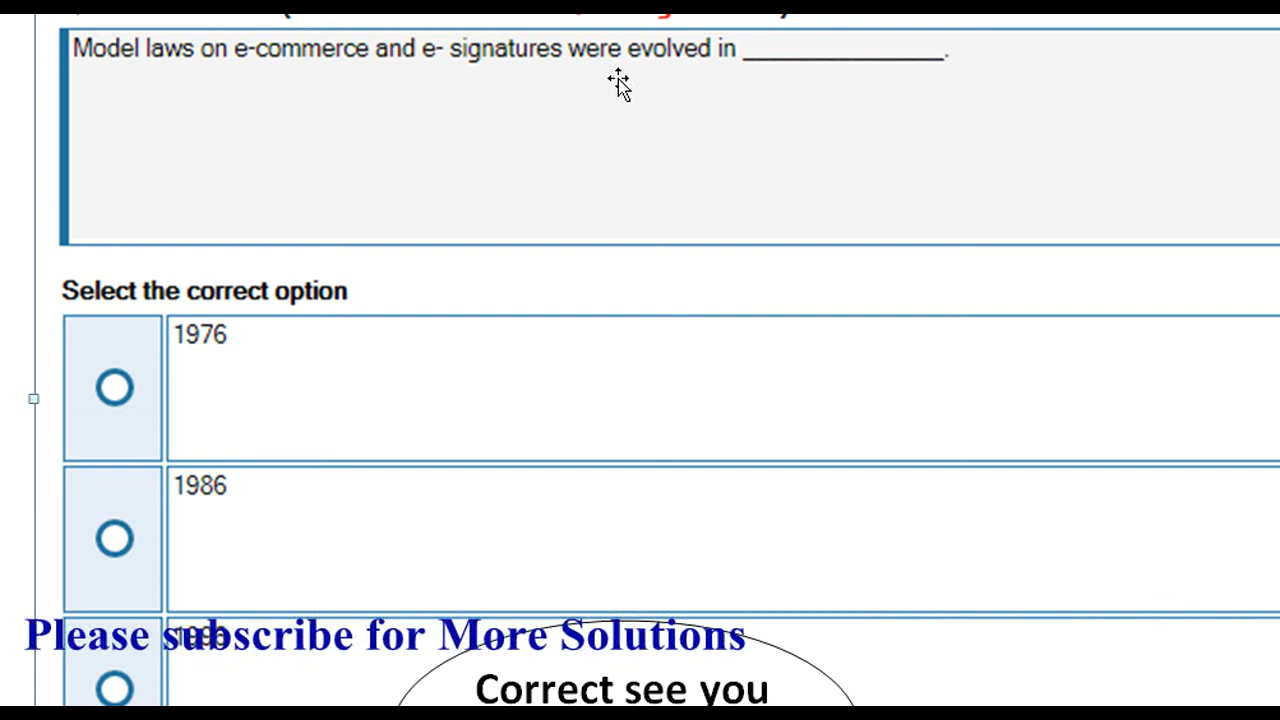 Model laws on e-commerce and e- signatures were evolved in _______________.
Select the correct option
1976
1986
Please subscribe for More Solutions
Correct see you